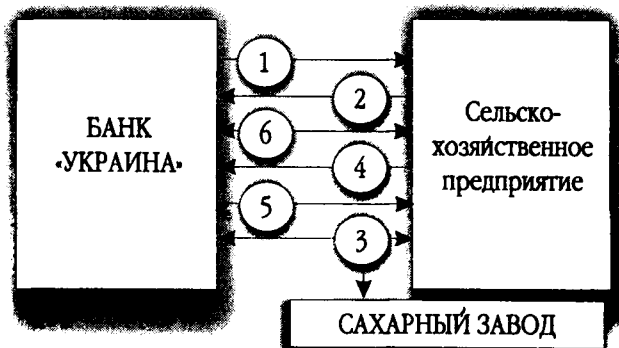 1
2
БАНК
«УКРАИНА»
6
4
5
3
Сельско-
хозяйственное
предприятие
САХАРНЫЙ ЗАВОД